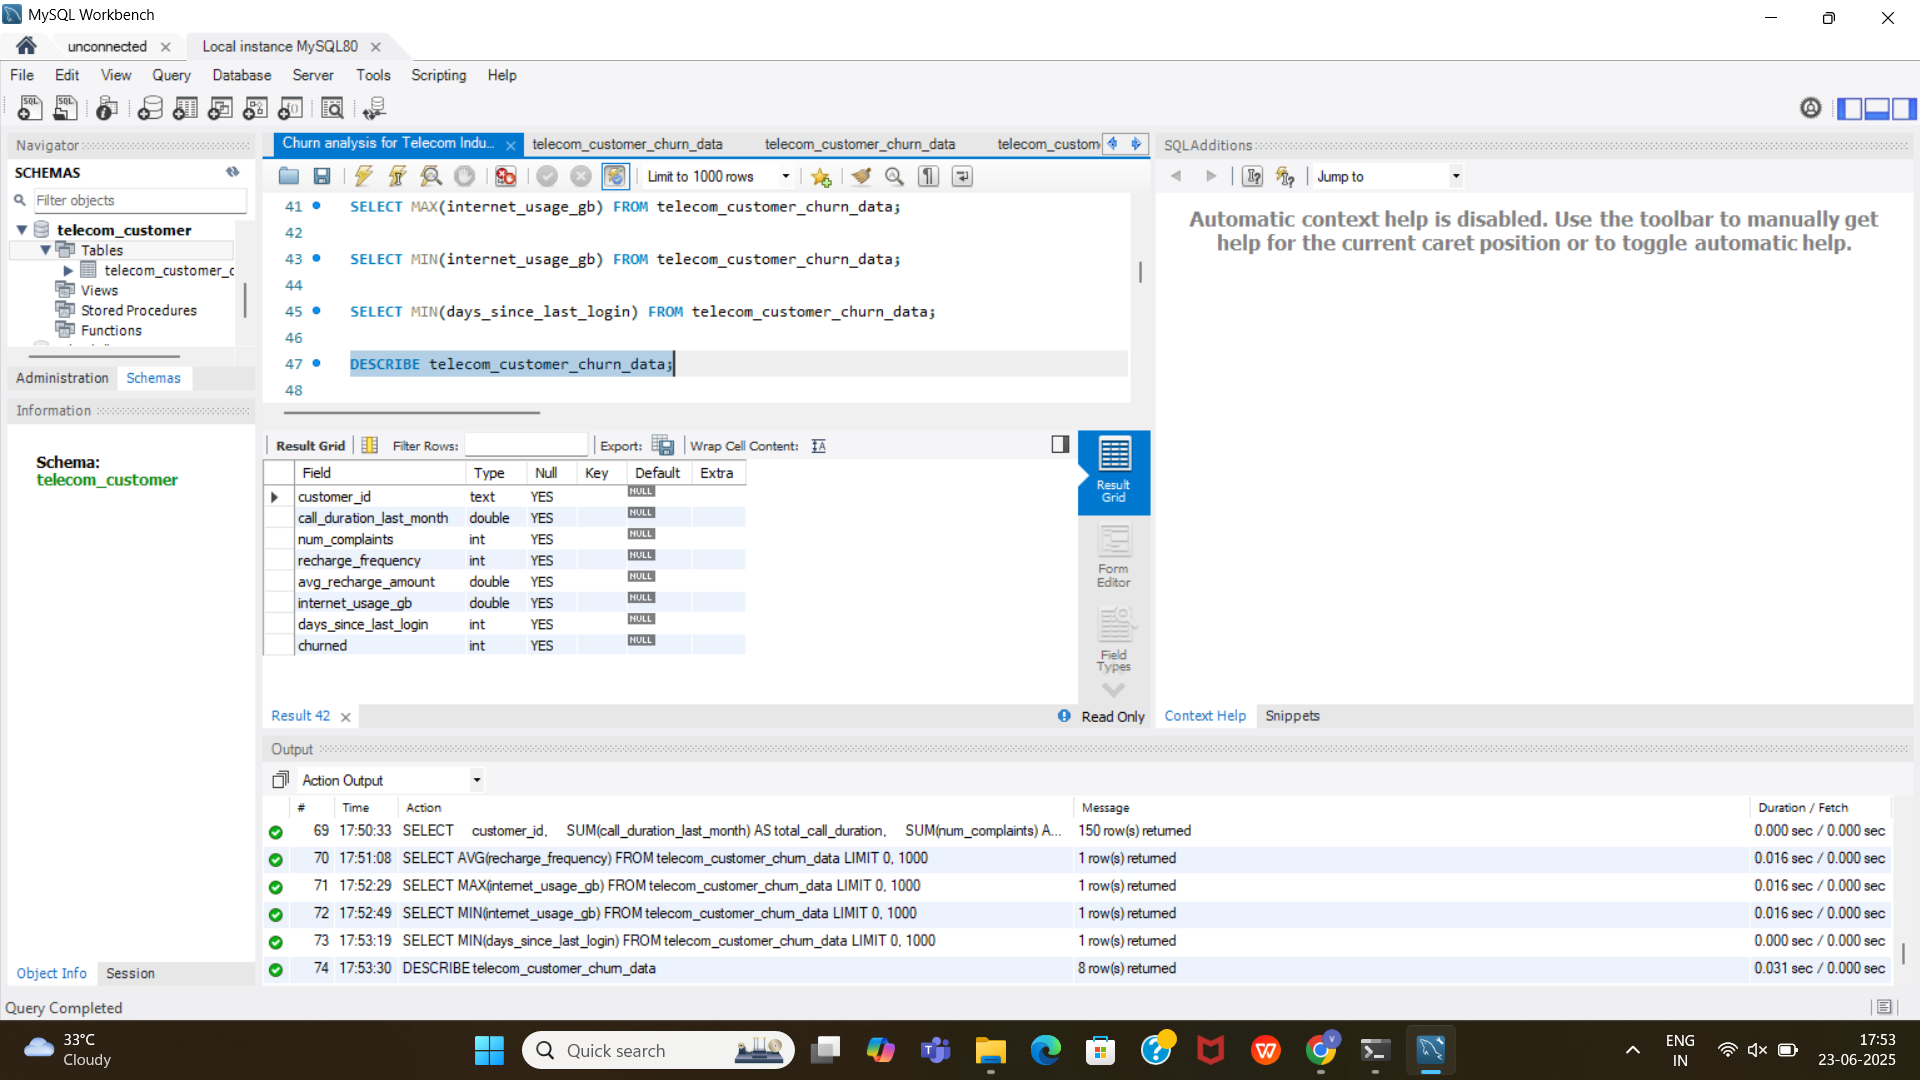 MySQL Workbench
unconnected
Local instance MySQL80
File Edit View Query Database Server Tools Scripting Help
Navigator
SCHEMAS
Filter objects
telecom_customer
Tables
telecom_customer_c
Views
Stored Procedures
Functions
Administration Schemas
Information
Schema:
telecom_customer
Object Info Session
Churn analysis for Telecom Indu... telecom_customer_churn_data telecom_customer_churn_data telecom_custom
Limit to 1000 rows
41 SELECT MAX(internet_usage_gb) FROM telecom_customer_churn_data;
42
43 SELECT MIN(internet_usage_gb) FROM telecom_customer_churn_data;
44
45 SELECT MIN(days_since_last_login) FROM telecom_customer_churn_data;
46
47 DESCRIBE telecom_customer_churn_data;
48
Result Grid Filter Rows: Export: Wrap Cell Content:
Field Type Null Key Default Extra
customer_id text YES NULL
call_duration_last_month double YES NULL
num_complaints int YES NULL
recharge_frequency int YES NULL
avg_recharge_amount double YES NULL
internet_usage_gb double YES NULL
days_since_last_login int YES NULL
churned int YES NULL
Result
Grid
Form
Editor
Field
Types
Result 42
Read Only
SQLAdditions
Jump to
Automatic context help is disabled. Use the toolbar to manually get
help for the current caret position or to toggle automatic help.
Context Help Snippets
Output
Action Output
# Time Action Message Duration / Fetch
69 17:50:33 SELECT customer_id, SUM(call_duration_last_month) AS total_call_duration, SUM(num_complaints) A... 150 row(s) returned 0.000 sec / 0.000 sec
70 17:51:08 SELECT AVG(recharge_frequency) FROM telecom_customer_churn_data LIMIT 0, 1000 1 row(s) returned 0.016 sec / 0.000 sec
71 17:52:29 SELECT MAX(internet_usage_gb) FROM telecom_customer_churn_data LIMIT 0, 1000 1 row(s) returned 0.016 sec / 0.000 sec
72 17:52:49 SELECT MIN(internet_usage_gb) FROM telecom_customer_churn_data LIMIT 0, 1000 1 row(s) returned 0.016 sec / 0.000 sec
73 17:53:19 SELECT MIN(days_since_last_login) FROM telecom_customer_churn_data LIMIT 0, 1000 1 row(s) returned 0.000 sec / 0.000 sec
74 17:53:30 DESCRIBE telecom_customer_churn_data 8 row(s) returned 0.031 sec / 0.000 sec
Query Completed
33°C
Cloudy
Quick search
ENG
IN
17:53
23-06-2025